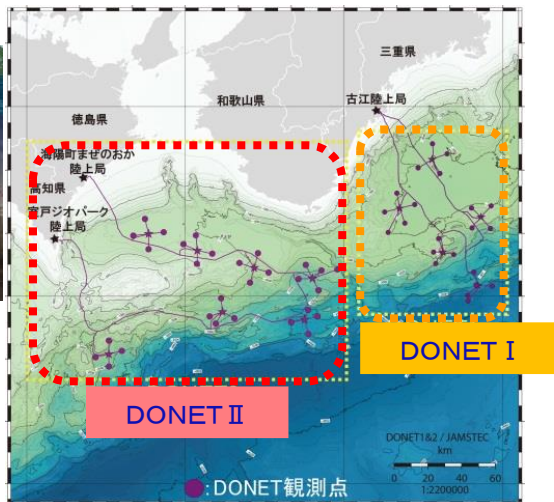 三重県
和歌山県
古江陸上局
徳島県
海陽町まぜのおか
陸上局
高知県
室戸ジオパーク
陸上局
DONET I
DONET II
DONET1&2 / JAMSTEC
km
0 20 40 60
1:2200000
:DONET観測点